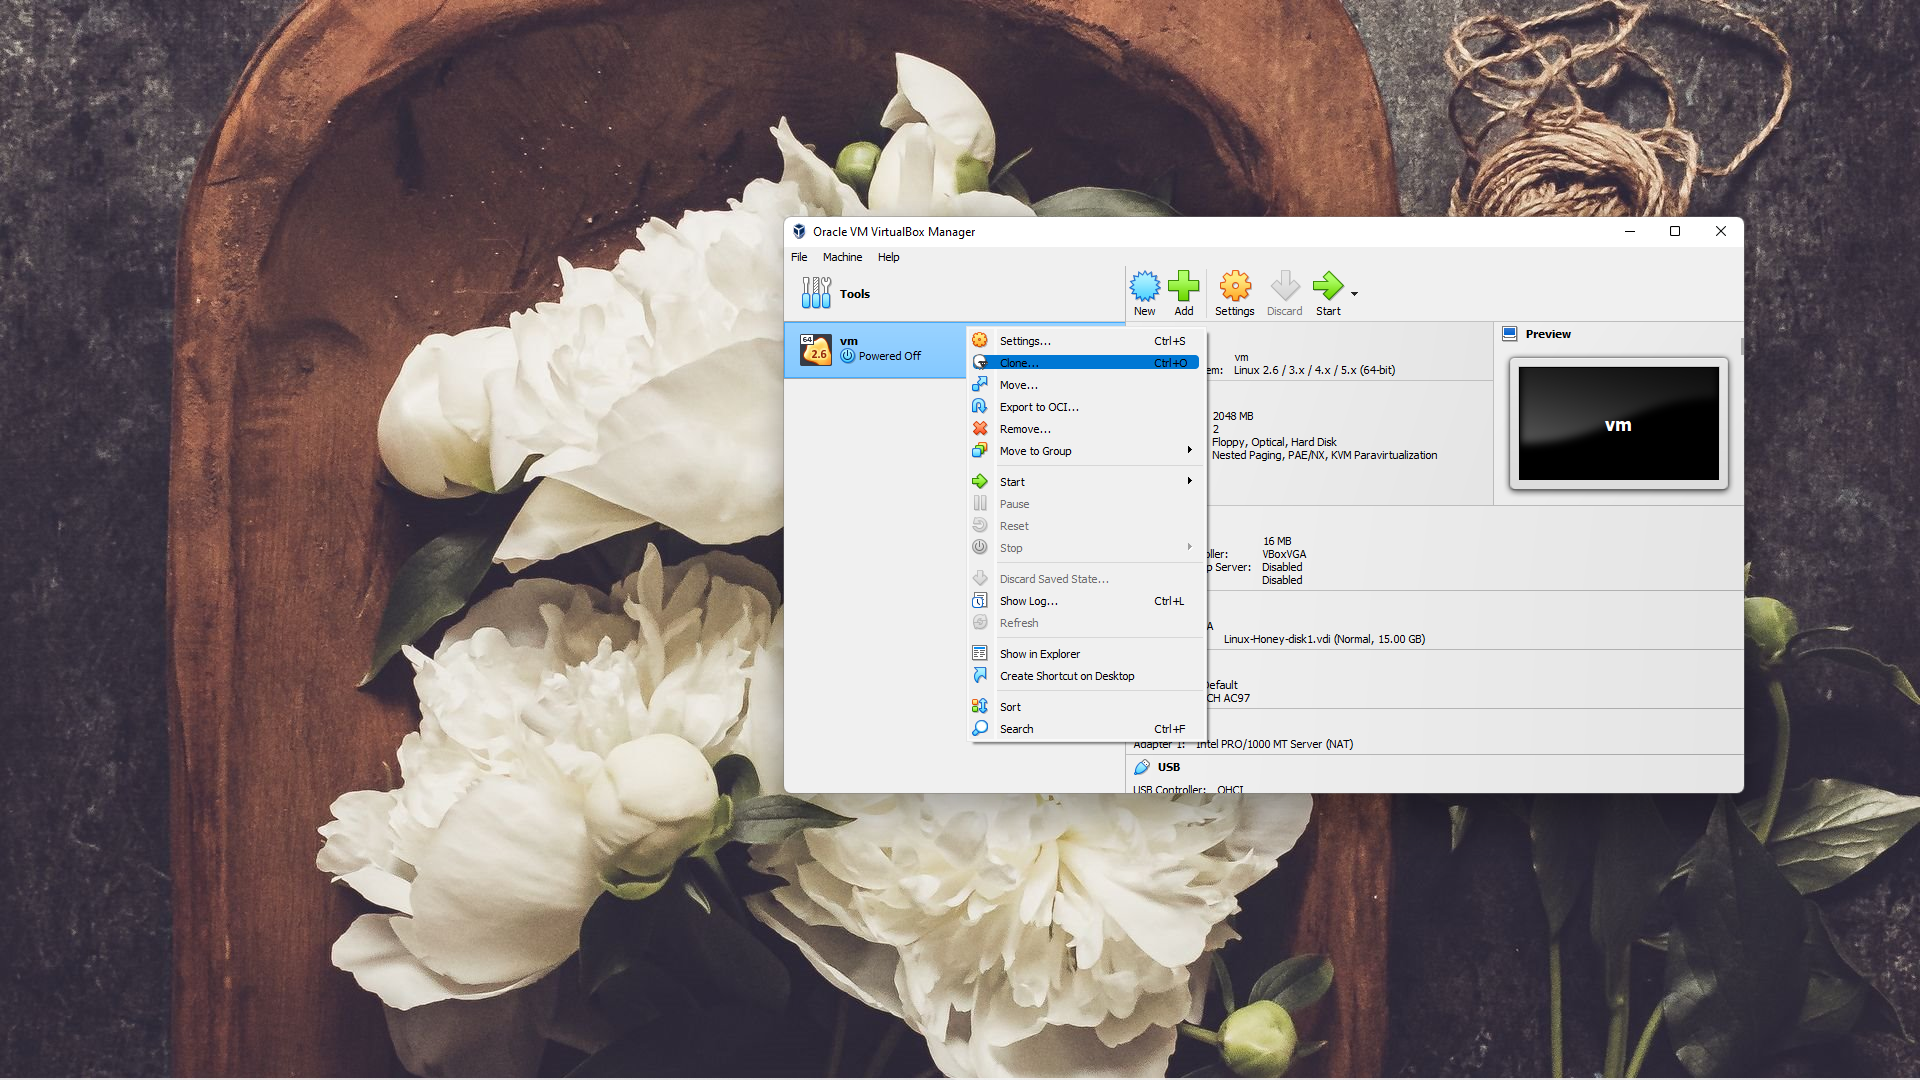 Oracle VM VirtualBox Manager
File Machine Help
Tools
New Add Settings Discard Start
64
2.6
vm
Powered Off
Settings... Ctrl+S
Clone... Ctrl+O
Move...
Export to OCI...
Remove...
Move to Group
Start
Pause
Reset
Stop
Discard Saved State...
Show Log... Ctrl+L
Refresh
Show in Explorer
Create Shortcut on Desktop
Sort
Search Ctrl+F
vm
em: Linux 2.6 / 3.x / 4.x / 5.x (64-bit)
2048 MB
2
Floppy, Optical, Hard Disk
Nested Paging, PAE/NX, KVM Paravirtualization
Preview
vm
16 MB
ller: VBoxVGA
p Server: Disabled
Disabled
A
Linux-Honey-disk1.vdi (Normal, 15.00 GB)
Default
CH AC97
Adapter 1: Intel PRO/1000 MT Server (NAT)
USB
USB Controller: OHCI